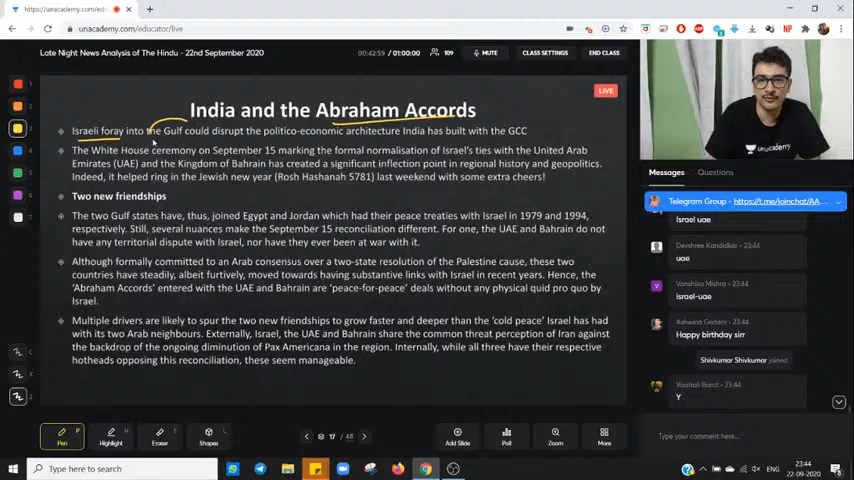 https://unacademy.com/edu
unacademy.com/educator/live
Late Night News Analysis of The Hindu - 22nd September 2020
00:42:59 / 01:00:00
109
MUTE
CLASS SETTINGS
END CLASS
LIVE
India and the Abraham Accords
Israeli foray into the Gulf could disrupt the politico-economic architecture India has built with the GCC
The White House ceremony on September 15 marking the formal normalisation of Israel's ties with the United Arab
Emirates (UAE) and the Kingdom of Bahrain has created a significant inflection point in regional history and geopolitics.
Indeed, it helped ring in the Jewish new year (Rosh Hashanah 5781) last weekend with some extra cheers!
Two new friendships
The two Gulf states have, thus, joined Egypt and Jordan which had their peace treaties with Israel in 1979 and 1994,
respectively. Still, several nuances make the September 15 reconciliation different. For one, the UAE and Bahrain do not
have any territorial dispute with Israel, nor have they ever been at war with it.
Although formally committed to an Arab consensus over a two-state resolution of the Palestine cause, these two
countries have steadily, albeit furtively, moved towards having substantive links with Israel in recent years. Hence, the
'Abraham Accords' entered with the UAE and Bahrain are 'peace-for-peace' deals without any physical quid pro quo by
Israel.
Multiple drivers are likely to spur the two new friendships to grow faster and deeper than the 'cold peace' Israel has had
with its two Arab neighbours. Externally, Israel, the UAE and Bahrain share the common threat perception of Iran against
the backdrop of the ongoing diminution of Pax Americana in the region. Internally, while all three have their respective
hotheads opposing this reconciliation, these seem manageable.
1
2
3
4
5
6
7
C
X
2
Pen
P
Highlight
H
Eraser
E
Shapes
L
17 / 48
Add Slide
Poll
Zoom
More
unacademy
Messages
Questions
Telegram Group - https://t.me/joinchat/AA...
Israel uae
Devshree Kandalkar 23:44
uae
V
Vanshika Mishra 23:44
israel-uae
Ashwina Gedam 23:44
Happy birthday sirr
Shivkumar Shivkumar joined
Vaishali Barot 23:44
Y
Type your comment here...
Type here to search
ENG
23:44
22-09-2020